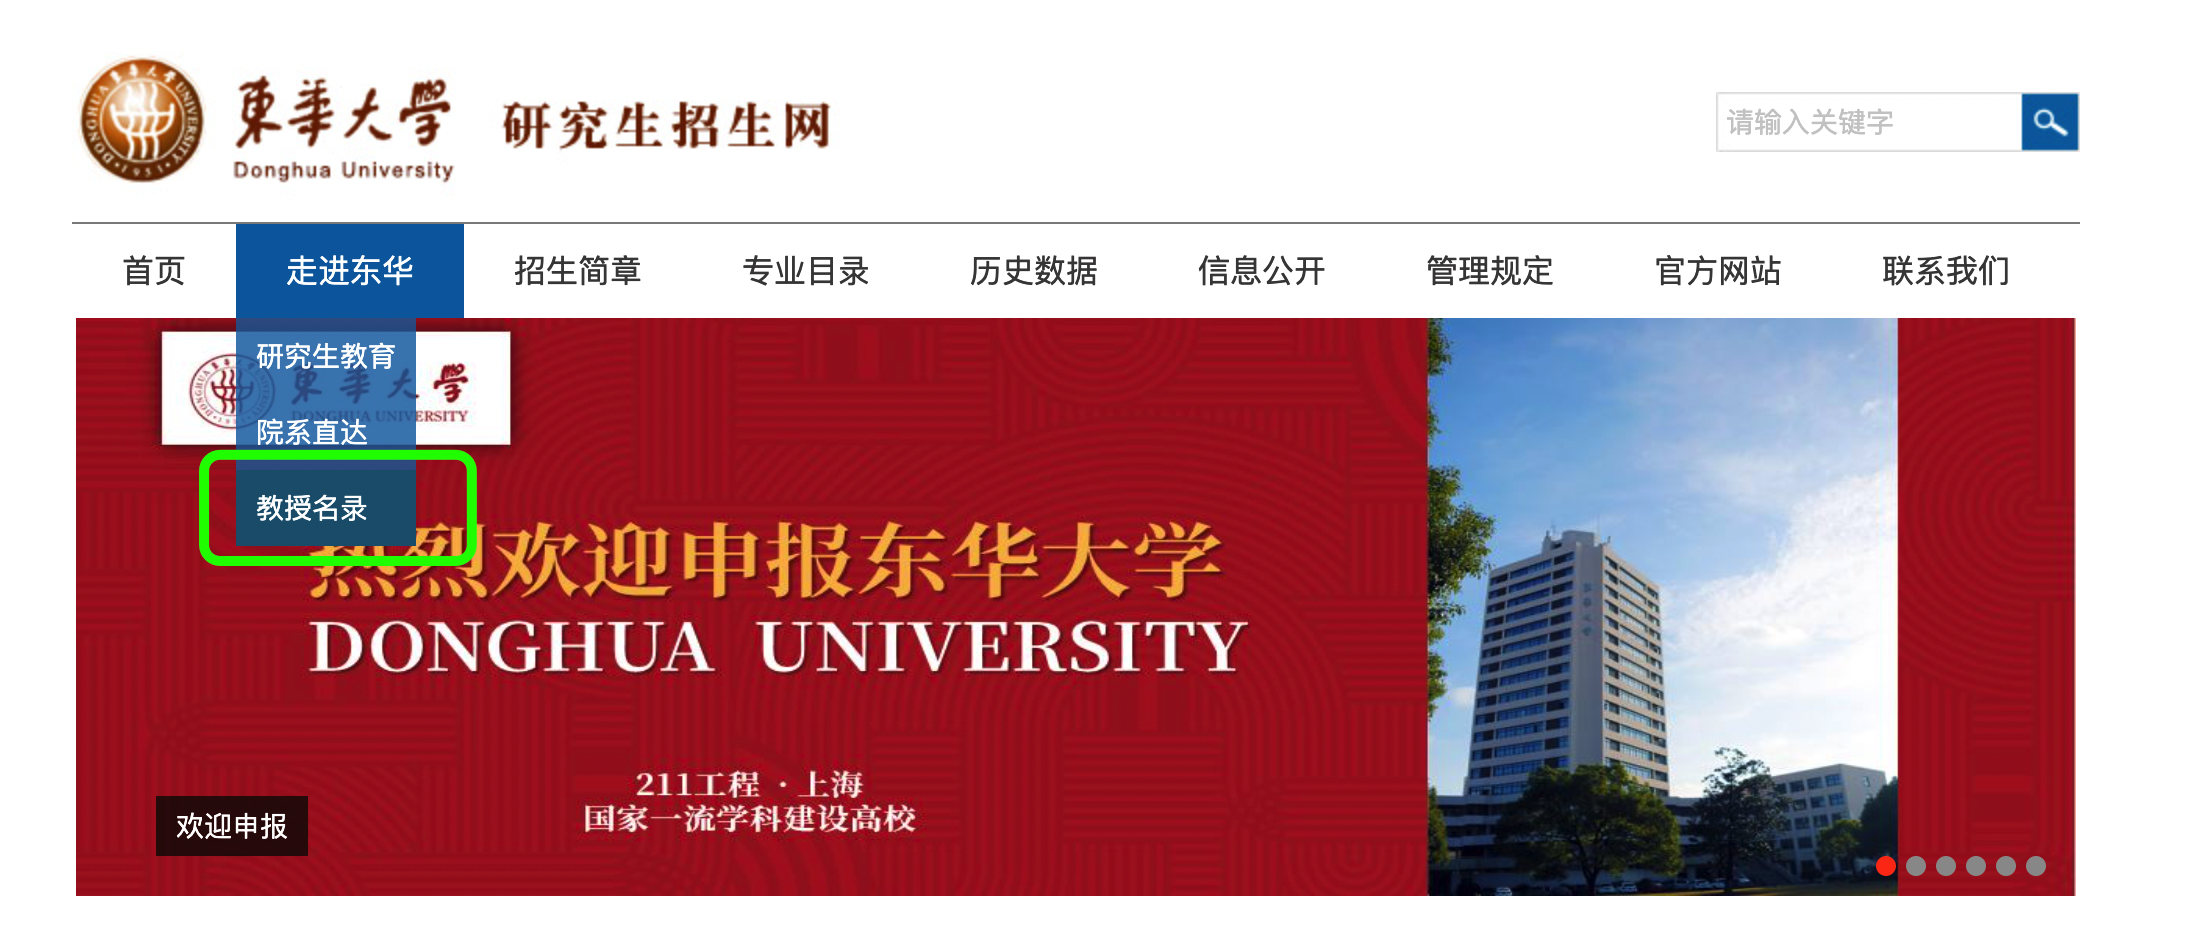 東華大學
Donghua University
研究生招生网
请输入关键字
首页 走进东华 招生简章 专业目录 历史数据 信息公开 管理规定 官方网站 联系我们
研究生教育
東華大學
DONGHUA UNIVERSITY
院系直达
教授名录
热烈欢迎申报东华大学
DONGHUA UNIVERSITY
211工程 · 上海
国家一流学科建设高校
欢迎申报